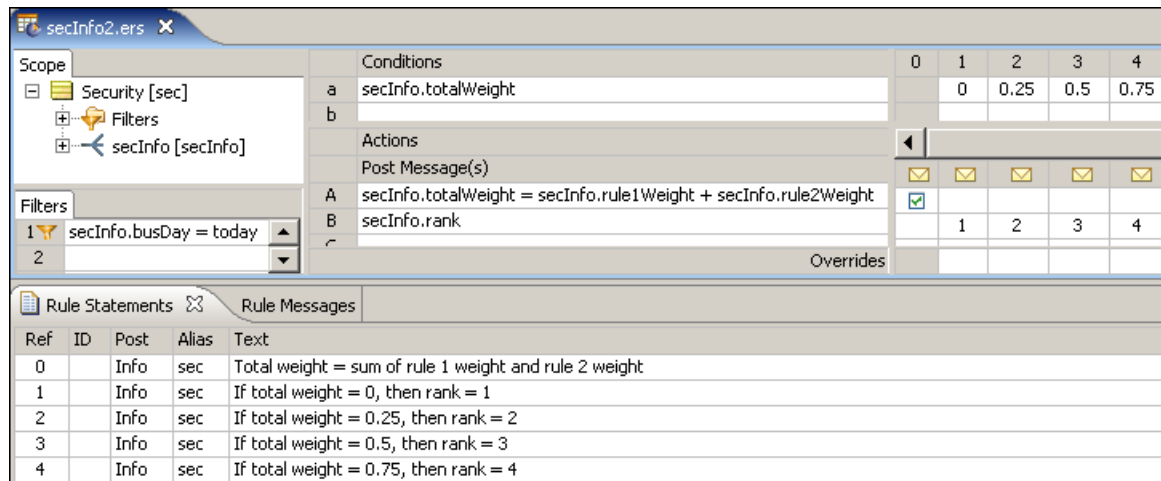 secInfo2.ers
Scope
Security [sec]
Filters
secInfo [secInfo]
Filters
1 secInfo.busDay = today
2
Conditions 0 1 2 3 4
a secInfo.totalWeight 0 0.25 0.5 0.75
b
Actions
Post Message(s)
A secInfo.totalWeight = secInfo.rule1Weight + secInfo.rule2Weight
B secInfo.rank 1 2 3 4
Overrides
Rule Statements Rule Messages
Ref ID Post Alias Text
0 Info sec Total weight = sum of rule 1 weight and rule 2 weight
1 Info sec If total weight = 0, then rank = 1
2 Info sec If total weight = 0.25, then rank = 2
3 Info sec If total weight = 0.5, then rank = 3
4 Info sec If total weight = 0.75, then rank = 4